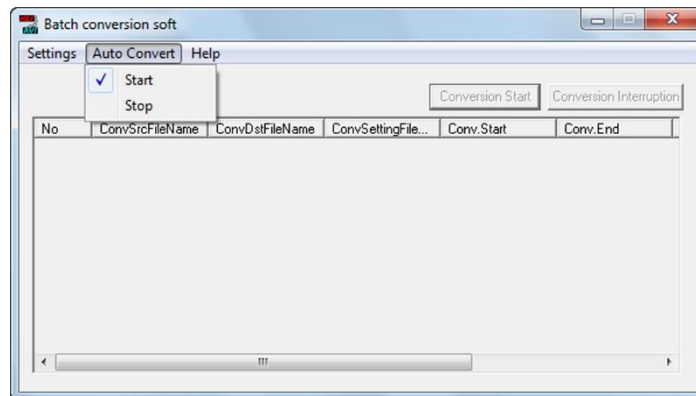 Batch conversion soft
Settings Auto Convert Help
Start
Stop
Conversion Start Conversion Interruption
No ConvSrcFileName ConvDstFileName ConvSettingFile... Conv.Start Conv.End